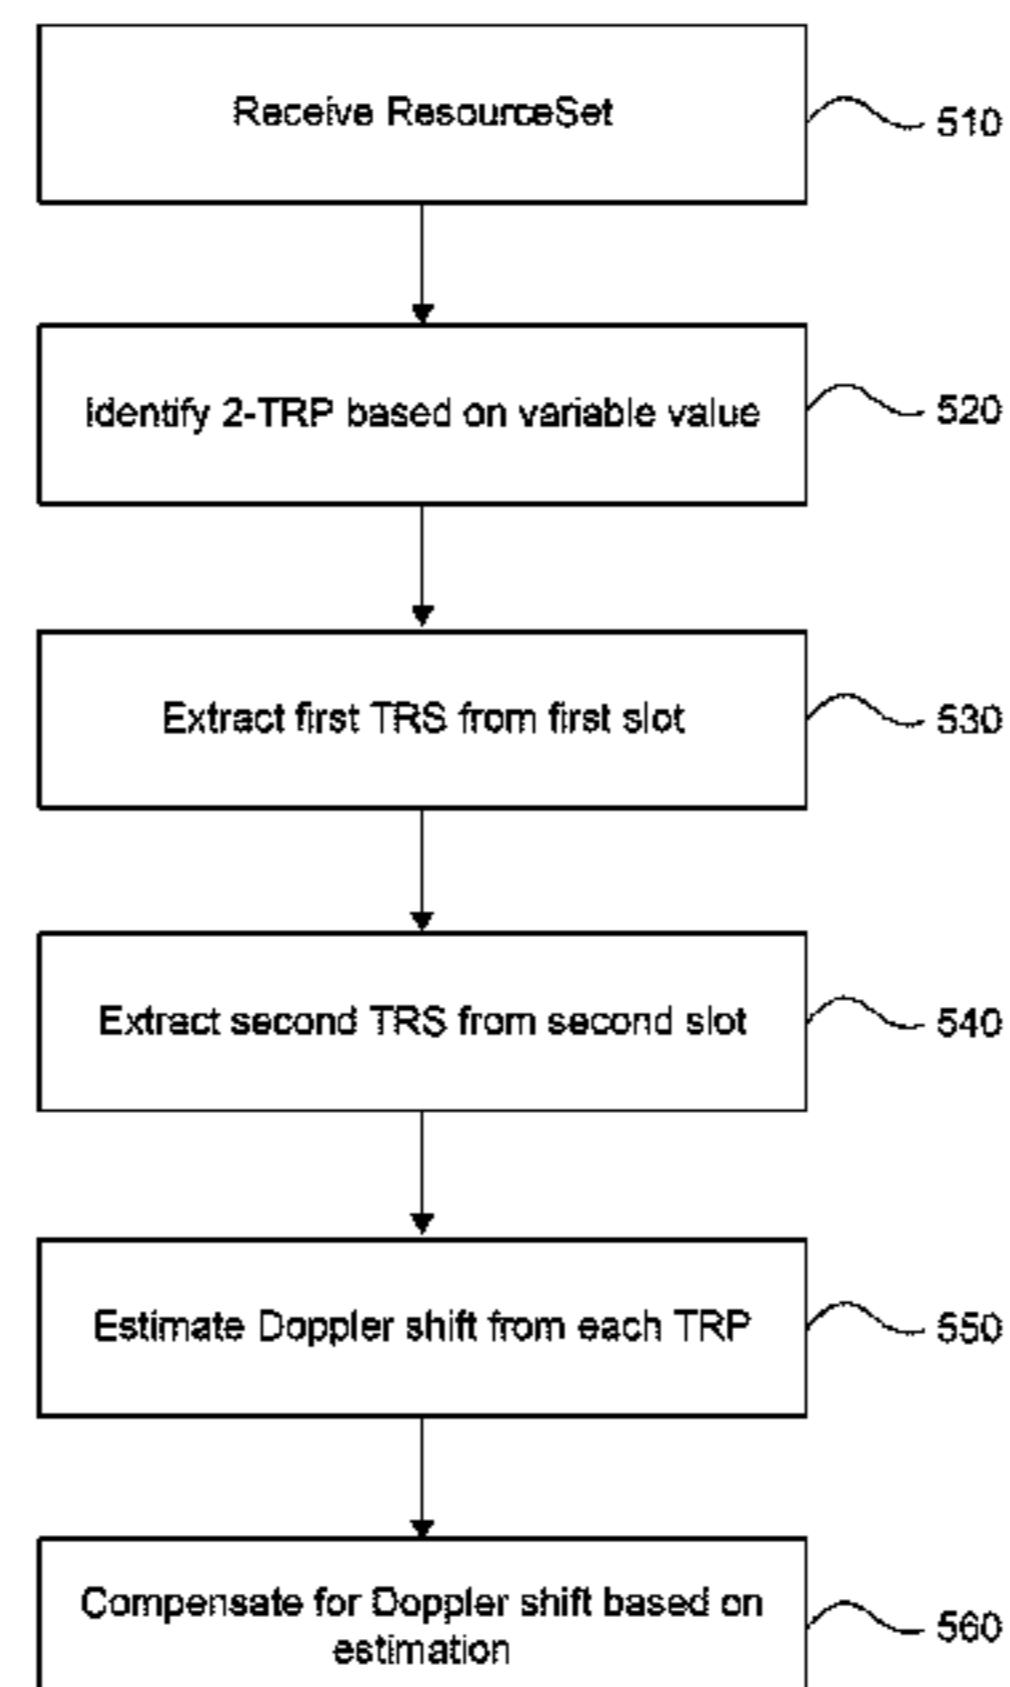 Receive ResourceSet
510
Identify 2-TRP based on variable value
520
Extract first TRS from first slot
530
Extract second TRS from second slot
540
Estimate Doppler shift from each TRP
550
Compensate for Doppler shift based on
estimation
560